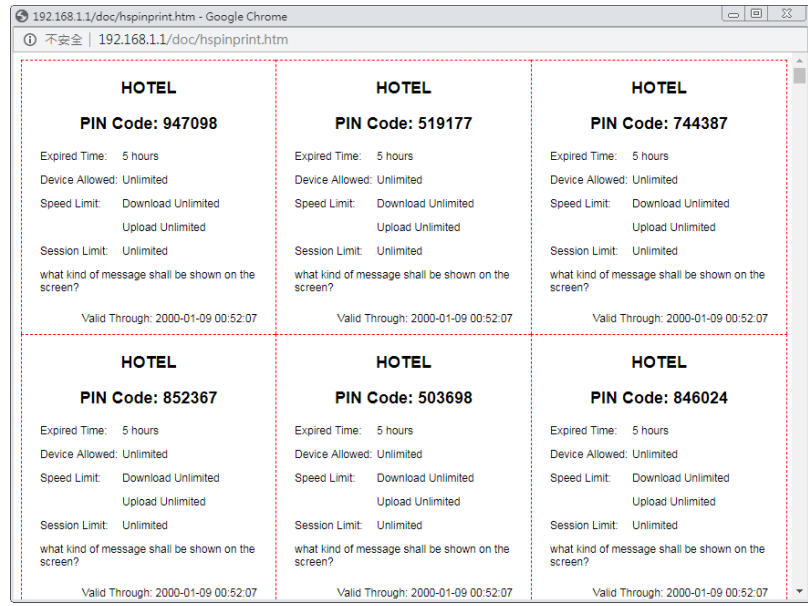 192.168.1.1/doc/hspinprint.htm - Google Chrome
不安全 | 192.168.1.1/doc/hspinprint.htm
HOTEL
PIN Code: 947098
Expired Time: 5 hours
Device Allowed: Unlimited
Speed Limit: Download Unlimited
Upload Unlimited
Session Limit: Unlimited
what kind of message shall be shown on the
screen?
Valid Through: 2000-01-09 00:52:07
HOTEL
PIN Code: 519177
Expired Time: 5 hours
Device Allowed: Unlimited
Speed Limit: Download Unlimited
Upload Unlimited
Session Limit: Unlimited
what kind of message shall be shown on the
screen?
Valid Through: 2000-01-09 00:52:07
HOTEL
PIN Code: 744387
Expired Time: 5 hours
Device Allowed: Unlimited
Speed Limit: Download Unlimited
Upload Unlimited
Session Limit: Unlimited
what kind of message shall be shown on the
screen?
Valid Through: 2000-01-09 00:52:07
HOTEL
PIN Code: 852367
Expired Time: 5 hours
Device Allowed: Unlimited
Speed Limit: Download Unlimited
Upload Unlimited
Session Limit: Unlimited
what kind of message shall be shown on the
screen?
Valid Through: 2000-01-09 00:52:07
HOTEL
PIN Code: 503698
Expired Time: 5 hours
Device Allowed: Unlimited
Speed Limit: Download Unlimited
Upload Unlimited
Session Limit: Unlimited
what kind of message shall be shown on the
screen?
Valid Through: 2000-01-09 00:52:07
HOTEL
PIN Code: 846024
Expired Time: 5 hours
Device Allowed: Unlimited
Speed Limit: Download Unlimited
Upload Unlimited
Session Limit: Unlimited
what kind of message shall be shown on the
screen?
Valid Through: 2000-01-09 00:52:07